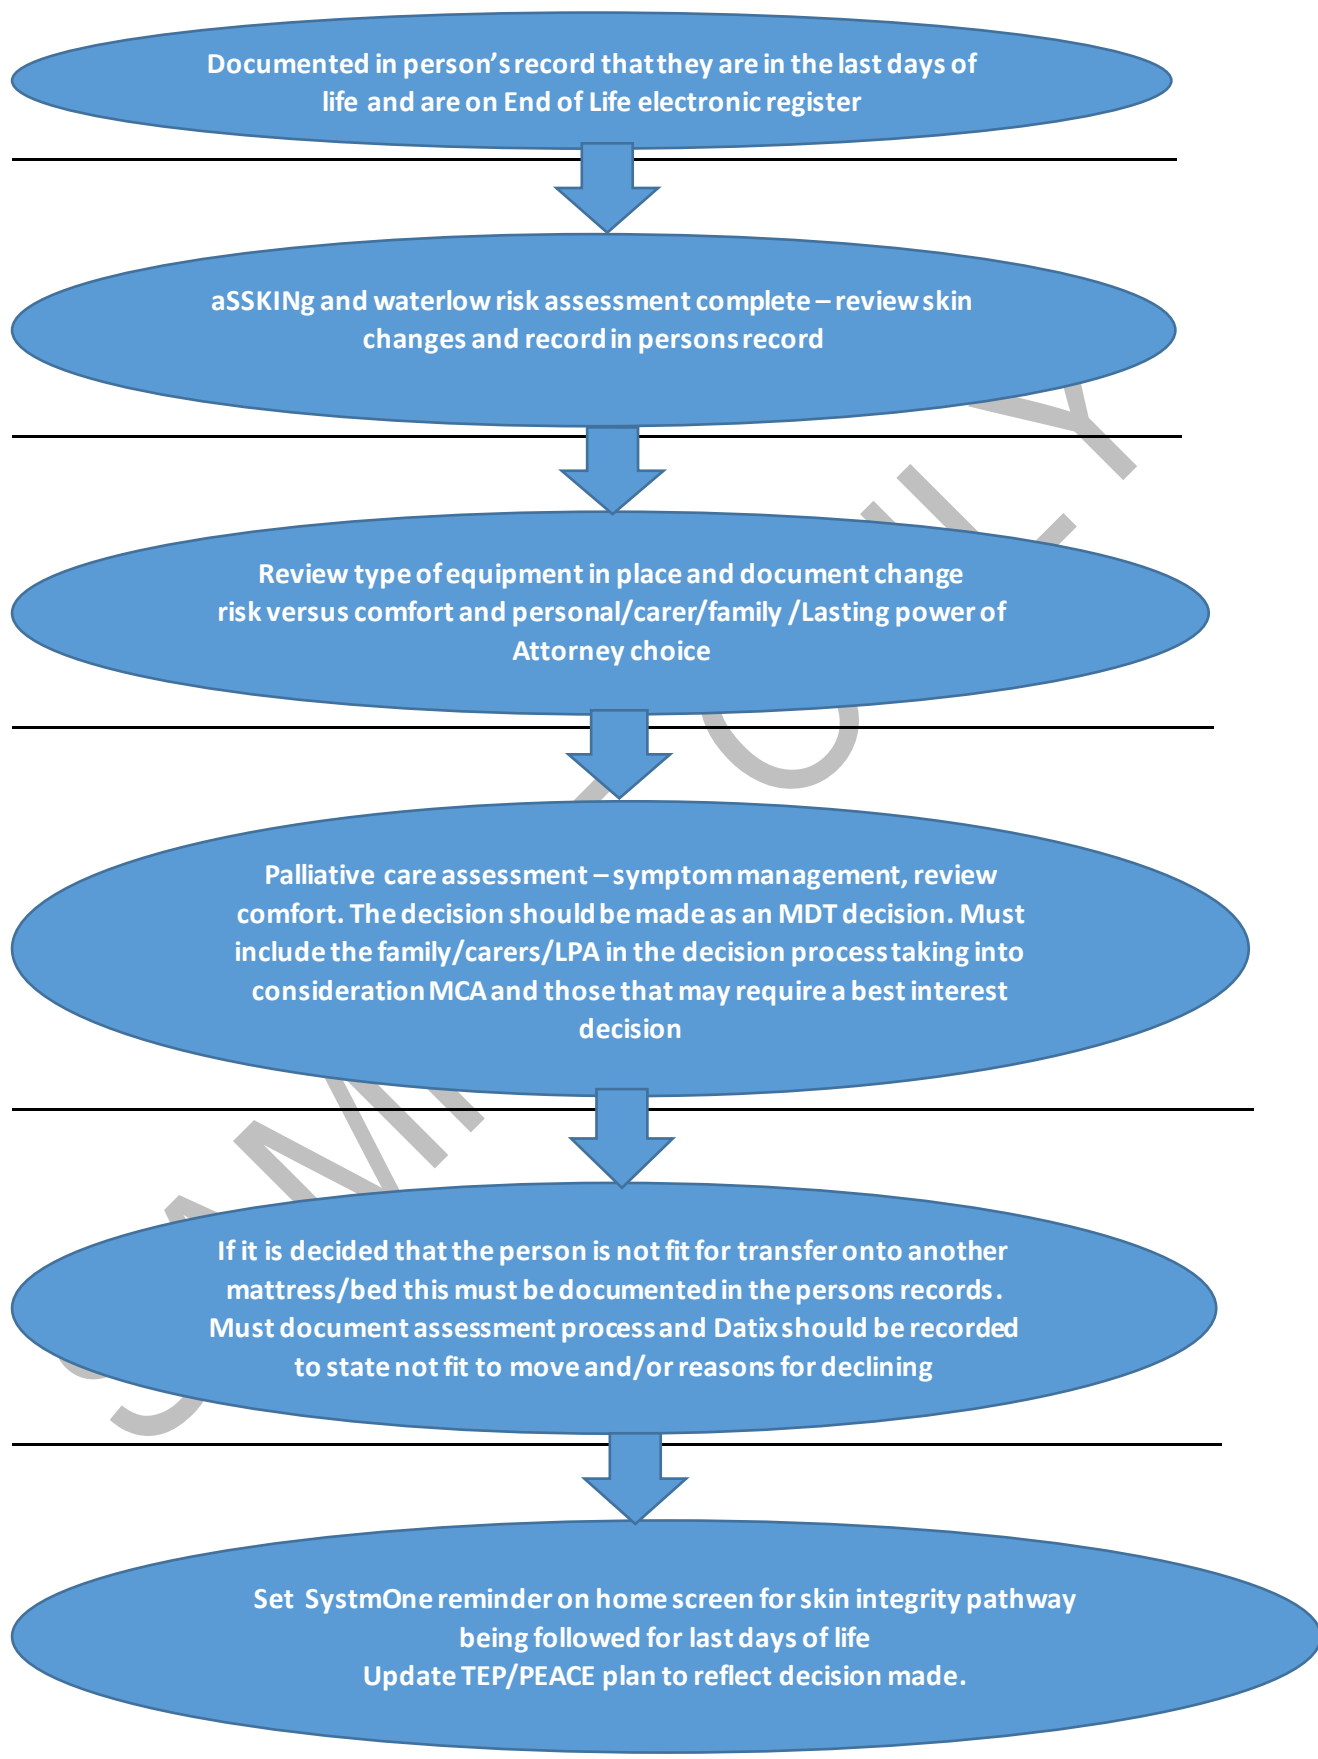 Documented in person's record that they are in the last days of
life and are on End of Life electronic register
aSSKINg and waterlow risk assessment complete – review skin
changes and record in persons record
Review type of equipment in place and document change
risk versus comfort and personal/carer/family /Lasting power of
Attorney choice
Palliative care assessment – symptom management, review
comfort. The decision should be made as an MDT decision. Must
include the family/carers/LPA in the decision process taking into
consideration MCA and those that may require a best interest
decision
If it is decided that the person is not fit for transfer onto another
mattress/bed this must be documented in the persons records.
Must document assessment process and Datix should be recorded
to state not fit to move and/or reasons for declining
Set SystmOne reminder on home screen for skin integrity pathway
being followed for last days of life
Update TEP/PEACE plan to reflect decision made.